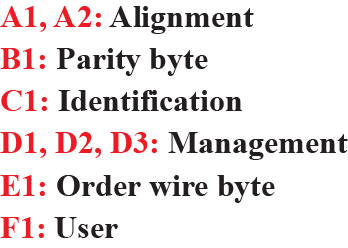 A1, A2: Alignment
B1: Parity byte
C1: Identification
D1, D2, D3: Management
E1: Order wire byte
F1: User